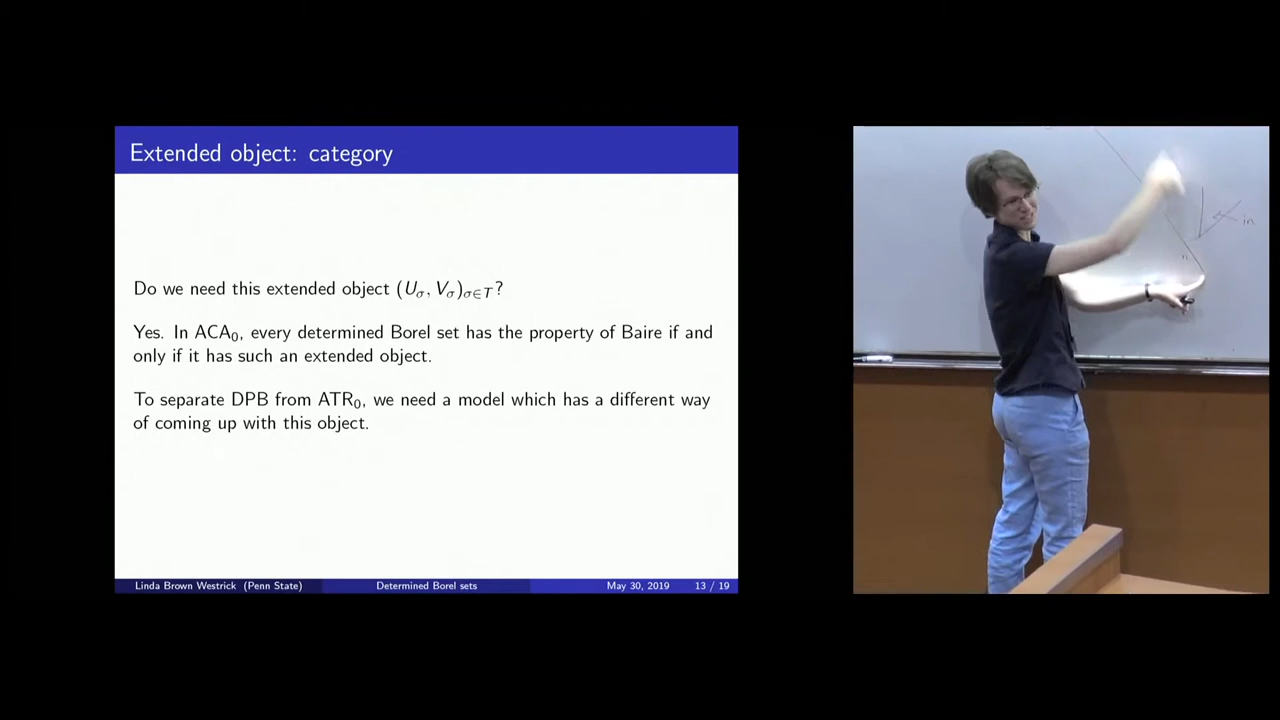 Extended object: category
Do we need this extended object (Uσ, Vσ)σ∈T?
Yes. In ACA₀, every determined Borel set has the property of Baire if and
only if it has such an extended object.
To separate DPB from ATR₀, we need a model which has a different way
of coming up with this object.
Linda Brown Westrick (Penn State) Determined Borel sets May 30, 2019 13 / 19
in